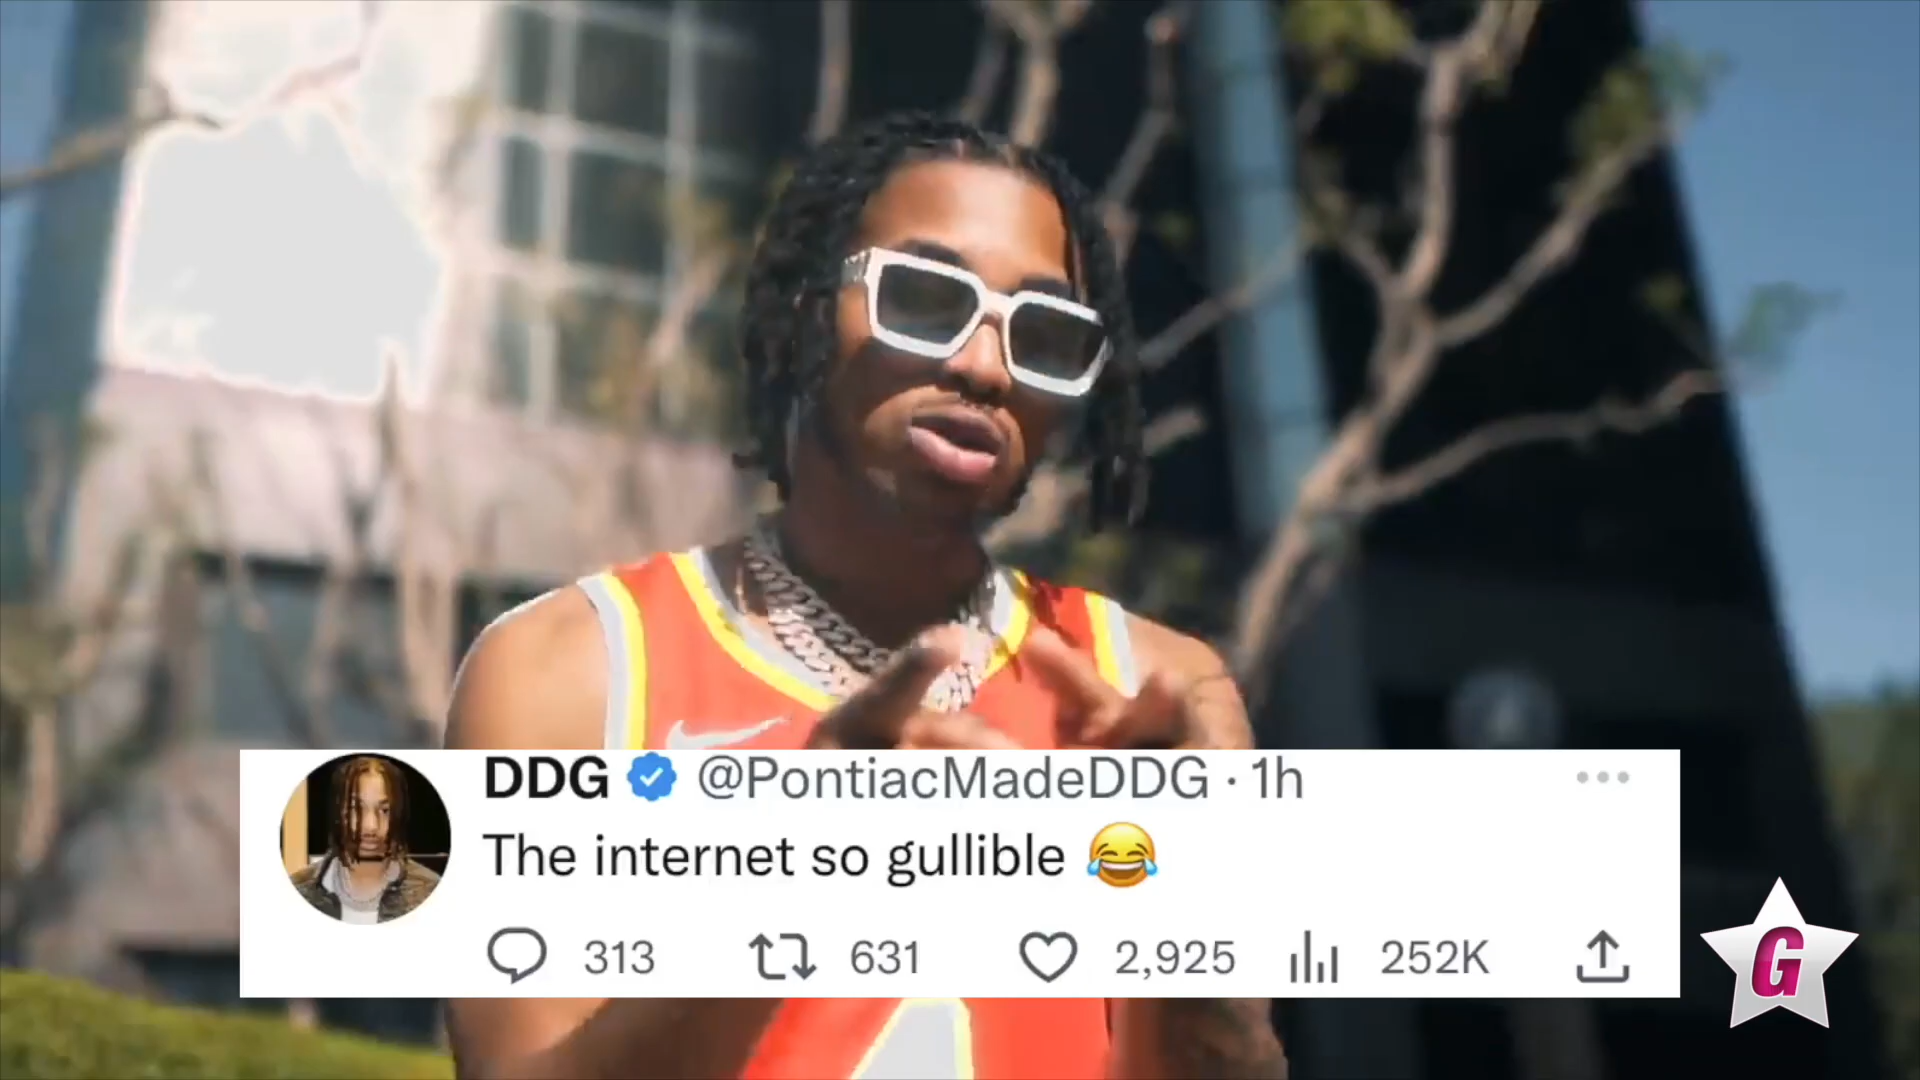 DDG @PontiacMadeDDG · 1h
The internet so gullible 😂
313 631 2,925 252K
G